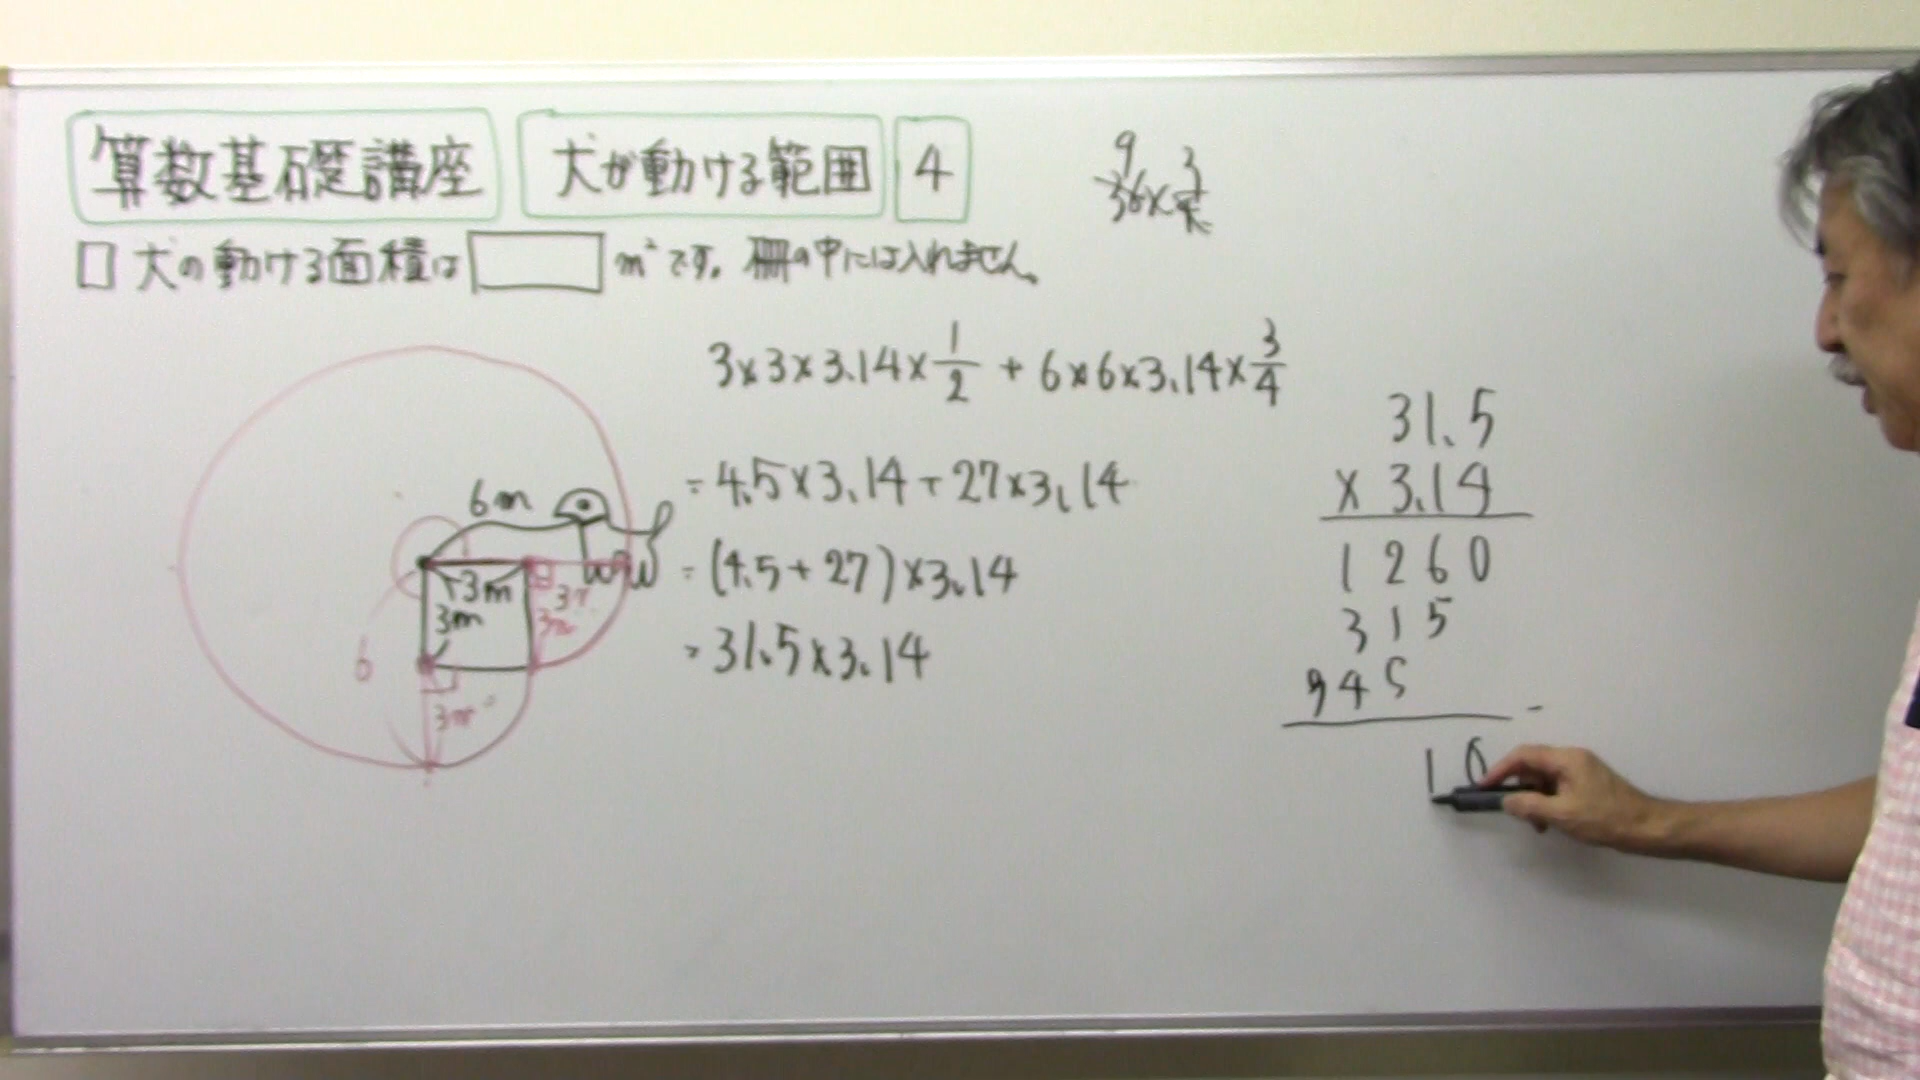 算数基礎講座 犬が動ける範囲 4
□ 犬の動ける面積は□m²です。柵の中には入れません。
9 3
36×
3×3×3.14×1/2 + 6×6×3.14×3/4
= 4.5×3.14 + 27×3.14
= (4.5+27)×3.14
= 31.5×3.14
6m
3m
3m
3m
3m
6
31.5
× 3.14
1260
315
945
10